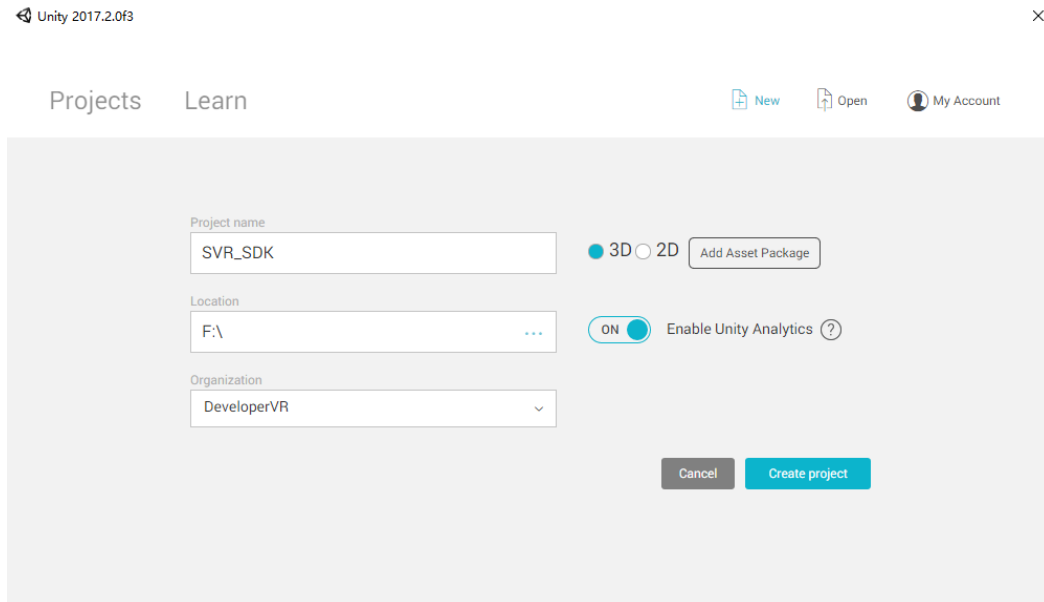 Unity 2017.2.0f3
Projects Learn New Open My Account
Project name
SVR_SDK
3D 2D Add Asset Package
Location
F:\ ...
ON Enable Unity Analytics ?
Organization
DeveloperVR
Cancel Create project